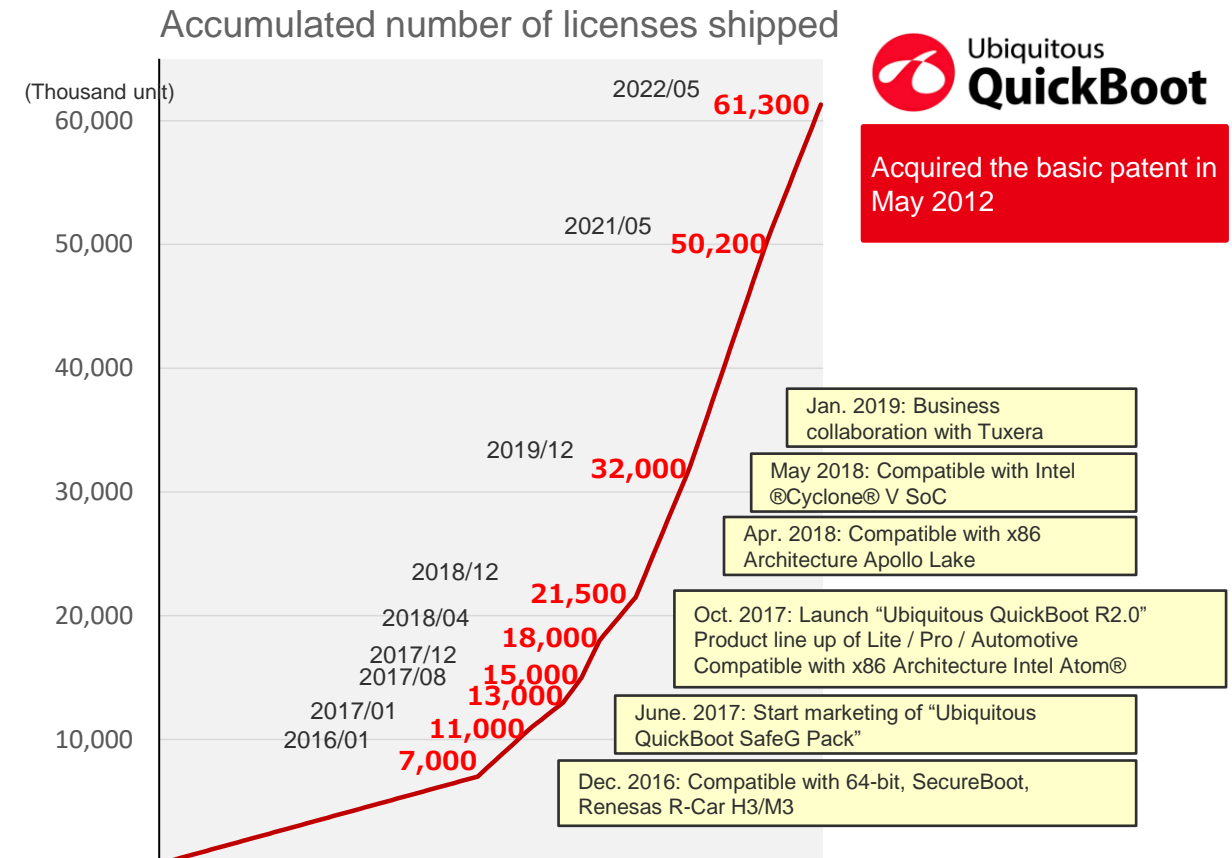 Accumulated number of licenses shipped
Ubiquitous
QuickBoot
Acquired the basic patent in
May 2012
(Thousand unit)
60,000
50,000
40,000
30,000
20,000
10,000
2022/05
61,300
2021/05
50,200
2019/12
32,000
2018/12
21,500
2018/04
18,000
2017/12
15,000
2017/08
13,000
2017/01
11,000
2016/01
7,000
Jan. 2019: Business
collaboration with Tuxera
May 2018: Compatible with Intel
®Cyclone® V SoC
Apr. 2018: Compatible with x86
Architecture Apollo Lake
Oct. 2017: Launch “Ubiquitous QuickBoot R2.0”
Product line up of Lite / Pro / Automotive
Compatible with x86 Architecture Intel Atom®
June. 2017: Start marketing of “Ubiquitous
QuickBoot SafeG Pack”
Dec. 2016: Compatible with 64-bit, SecureBoot,
Renesas R-Car H3/M3